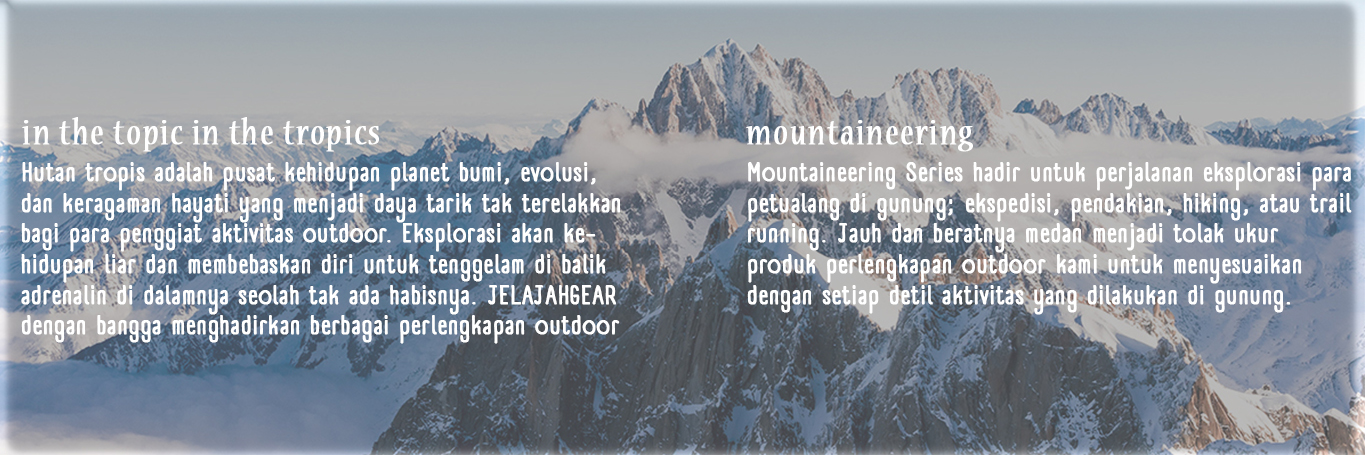 in the topic in the tropics
Hutan tropis adalah pusat kehidupan planet bumi, evolusi,
dan keragaman hayati yang menjadi daya tarik tak terelakkan
bagi para penggiat aktivitas outdoor. Eksplorasi akan ke-
hidupan liar dan membebaskan diri untuk tenggelam di balik
adrenalin di dalamnya seolah tak ada habisnya. JELAJAHGEAR
dengan bangga menghadirkan berbagai perlengkapan outdoor
mountaineering
Mountaineering Series hadir untuk perjalanan eksplorasi para
petualang di gunung; ekspedisi, pendakian, hiking, atau trail
running. Jauh dan beratnya medan menjadi tolak ukur
produk perlengkapan outdoor kami untuk menyesuaikan
dengan setiap detil aktivitas yang dilakukan di gunung.